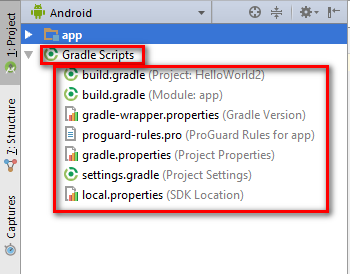 Android
1: Project
app
Gradle Scripts
build.gradle (Project: HelloWorld2)
build.gradle (Module: app)
gradle-wrapper.properties (Gradle Version)
proguard-rules.pro (ProGuard Rules for app)
gradle.properties (Project Properties)
settings.gradle (Project Settings)
local.properties (SDK Location)
7: Structure
Captures